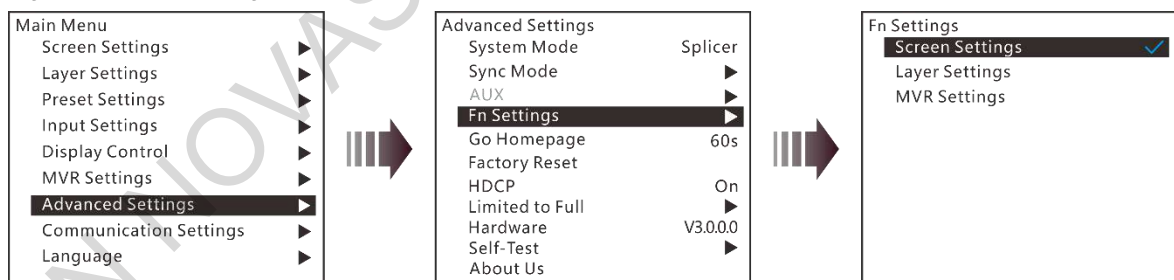 Main Menu
Screen Settings
Layer Settings
Preset Settings
Input Settings
Display Control
MVR Settings
Advanced Settings
Communication Settings
Language
Advanced Settings
System Mode Splicer
Sync Mode
AUX
Fn Settings
Go Homepage 60s
Factory Reset
HDCP On
Limited to Full
Hardware V3.0.0.0
Self-Test
About Us
Fn Settings
Screen Settings
Layer Settings
MVR Settings